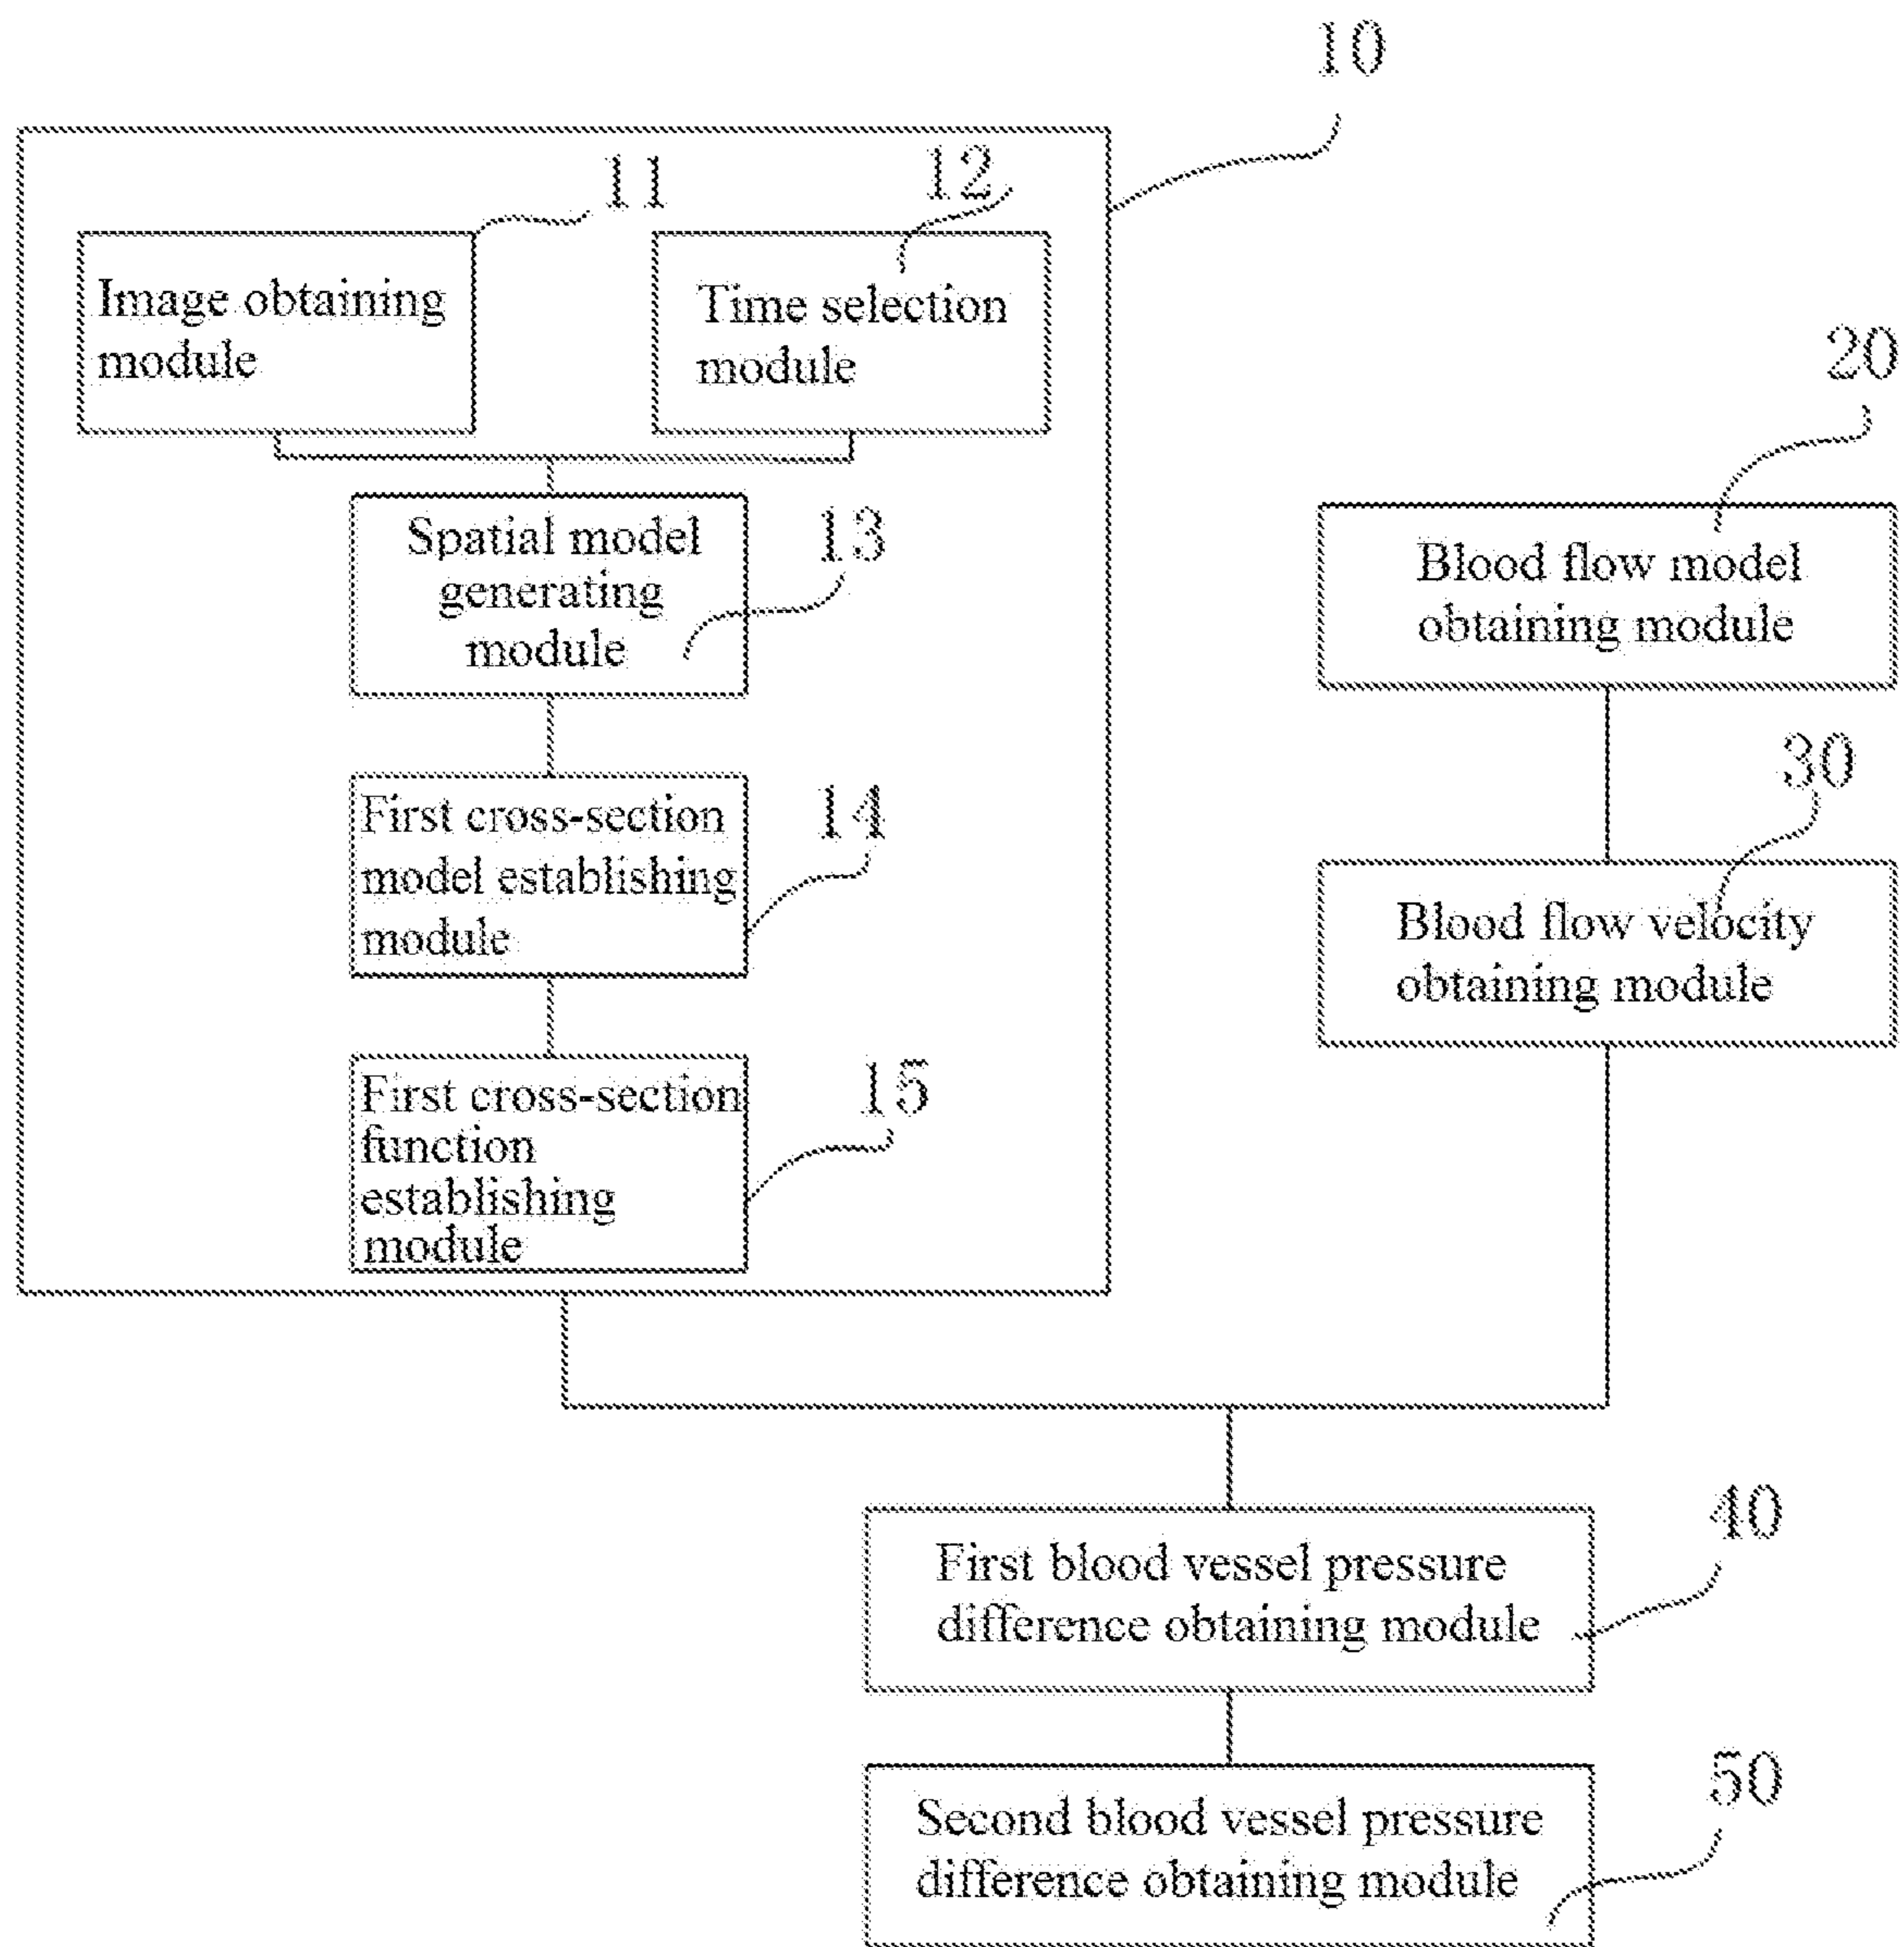 10
11
12
Image obtaining
module
Time selection
module
20
Spatial model
generating
module
13
Blood flow model
obtaining module
30
First cross-section
model establishing
module
14
Blood flow velocity
obtaining module
First cross-section
function
establishing
module
15
40
First blood vessel pressure
difference obtaining module
50
Second blood vessel pressure
difference obtaining module